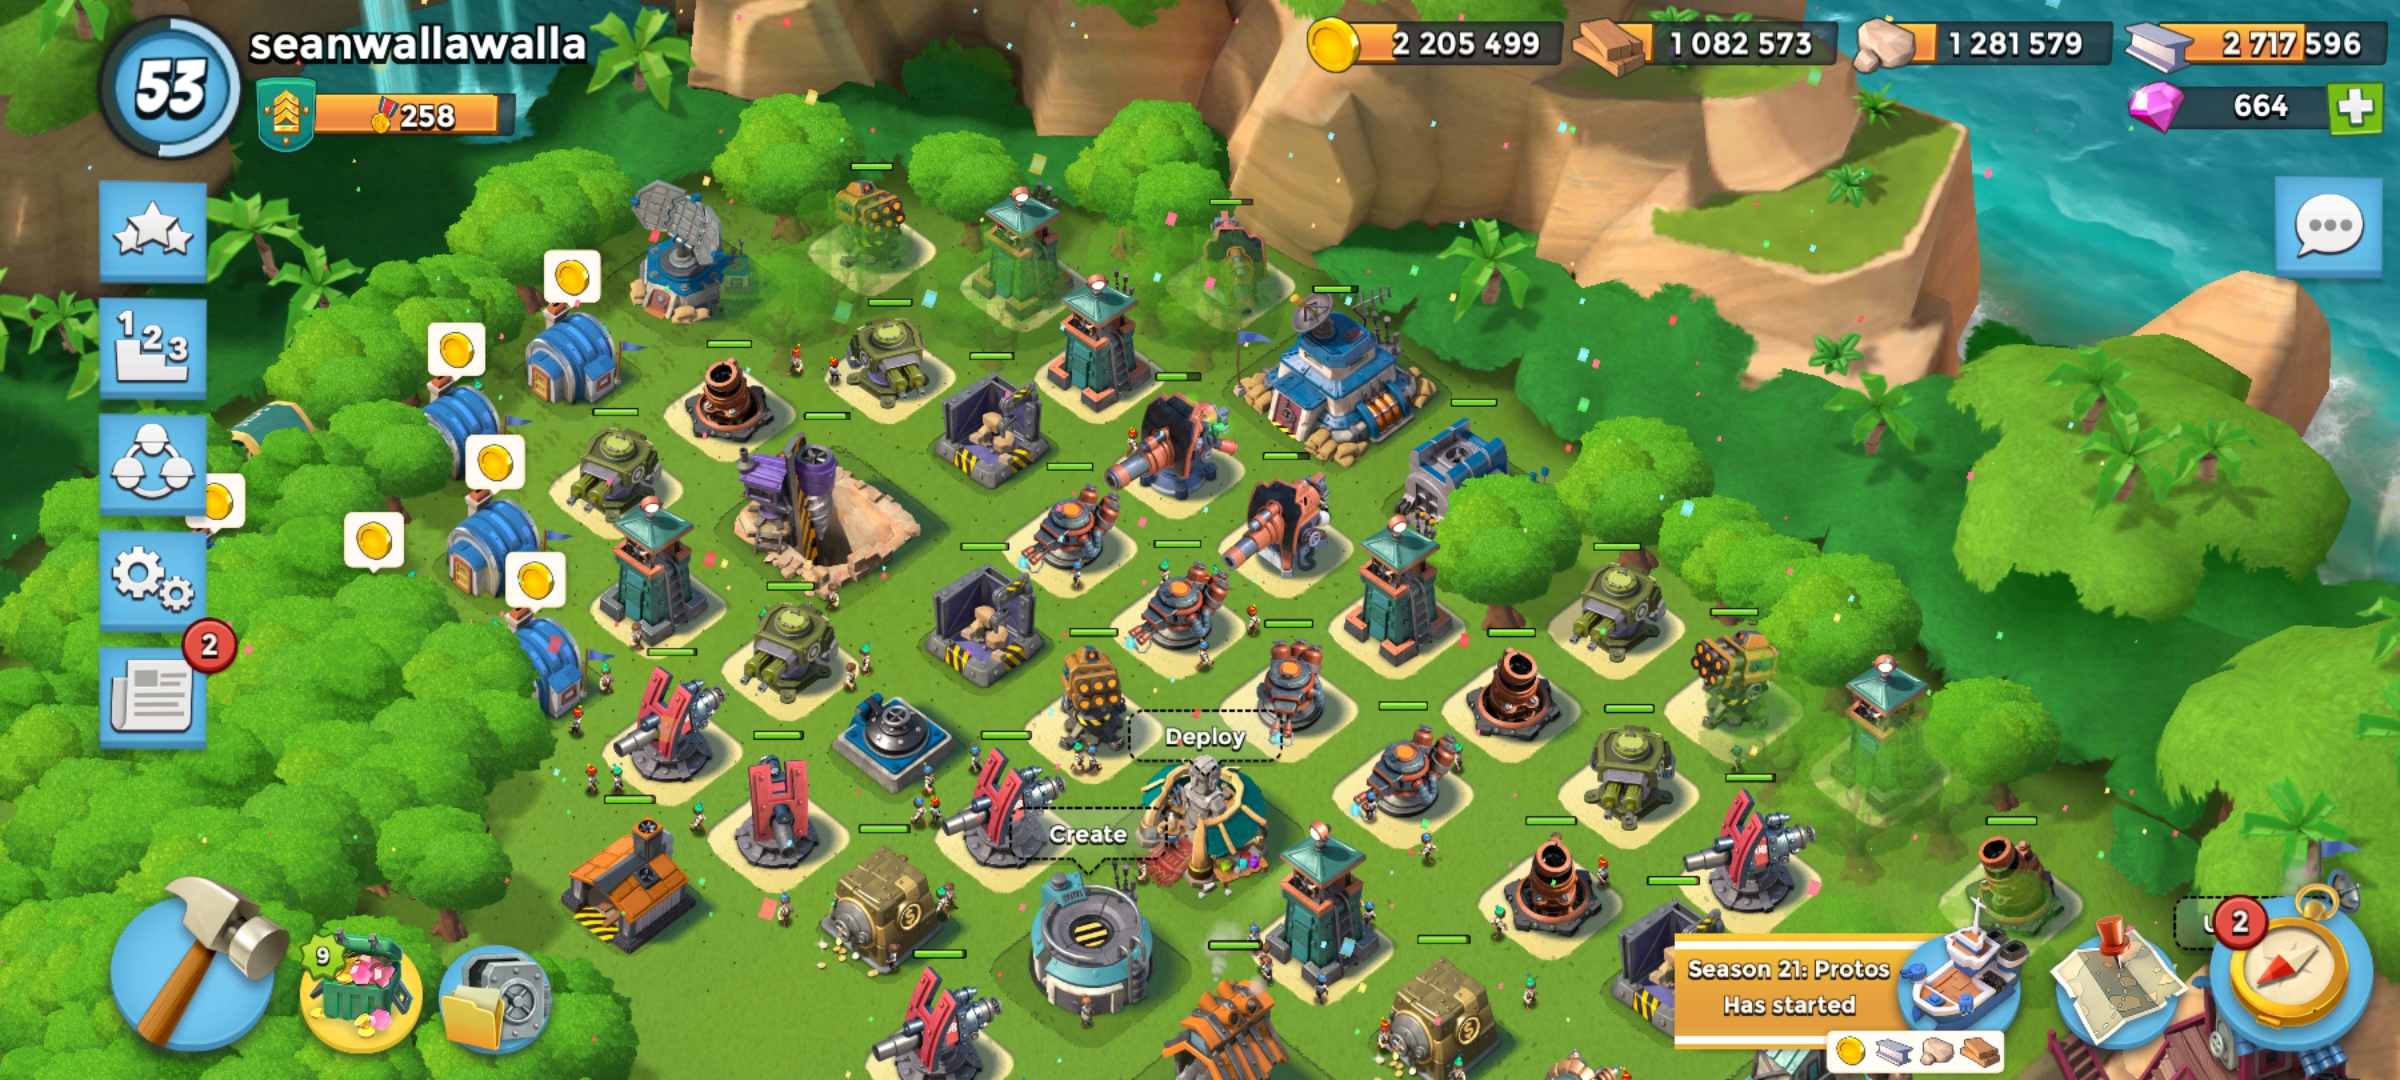 53
seanwallawalla
258
2 205 499
1 082 573
1 281 579
2 717 596
664
1 2 3
2
Deploy
Create
9
Season 21: Protos
Has started
2